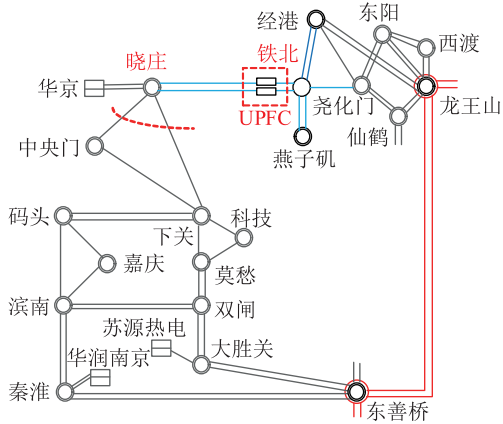 经港
东阳
西渡
晓庄
铁北
华京
UPFC
尧化门
龙王山
仙鹤
中央门
燕子矶
码头
下关
科技
嘉庆
莫愁
滨南
双闸
苏源热电
华润南京
大胜关
秦淮
东善桥